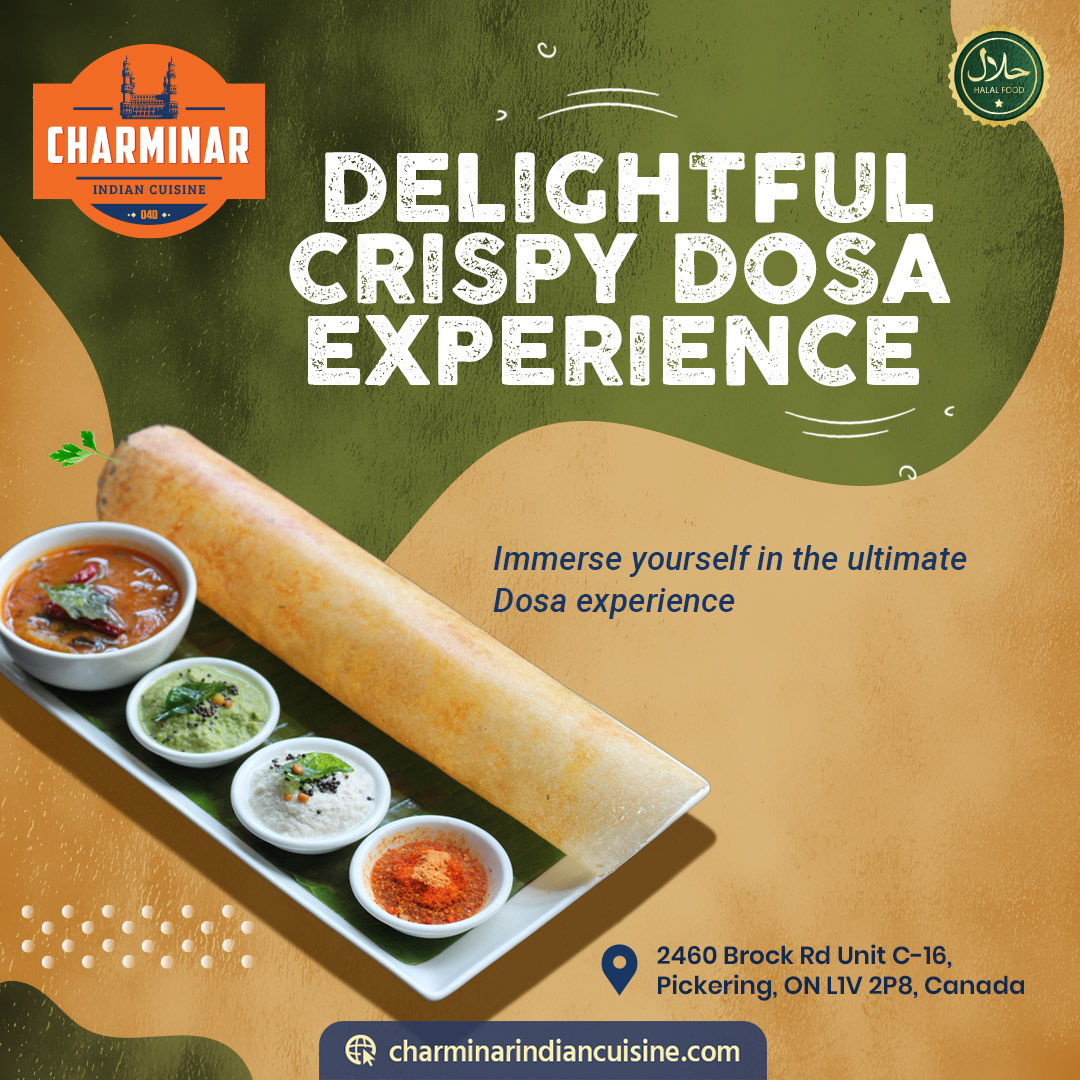 CHARMINAR
INDIAN CUISINE
040
حلال
HALAL FOOD
DELIGHTFUL
CRISPY DOSA
EXPERIENCE
Immerse yourself in the ultimate
Dosa experience
2460 Brock Rd Unit C-16,
Pickering, ON L1V 2P8, Canada
charminarindiancuisine.com